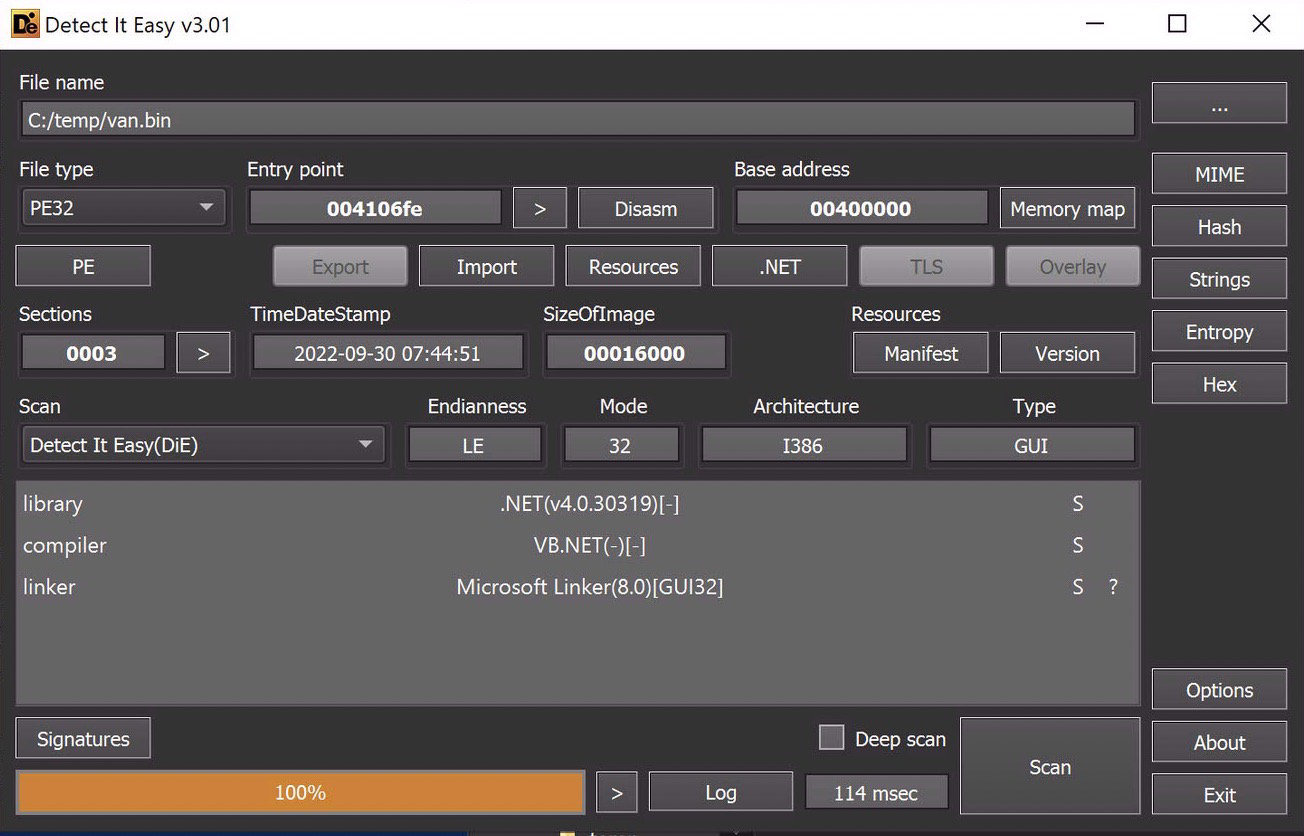 Detect It Easy v3.01
File name
C:/temp/van.bin
...
File type Entry point Base address
MIME
PE32 004106fe > Disasm 00400000 Memory map
Hash
PE Export Import Resources .NET TLS Overlay
Strings
Sections TimeDateStamp SizeOfImage Resources
Entropy
0003 > 2022-09-30 07:44:51 00016000 Manifest Version
Hex
Scan Endianness Mode Architecture Type
Detect It Easy(DiE) LE 32 I386 GUI
library .NET(v4.0.30319)[-] S
compiler VB.NET(-)[-] S
linker Microsoft Linker(8.0)[GUI32] S ?
Options
Signatures Deep scan
About
Scan
100% > Log 114 msec
Exit